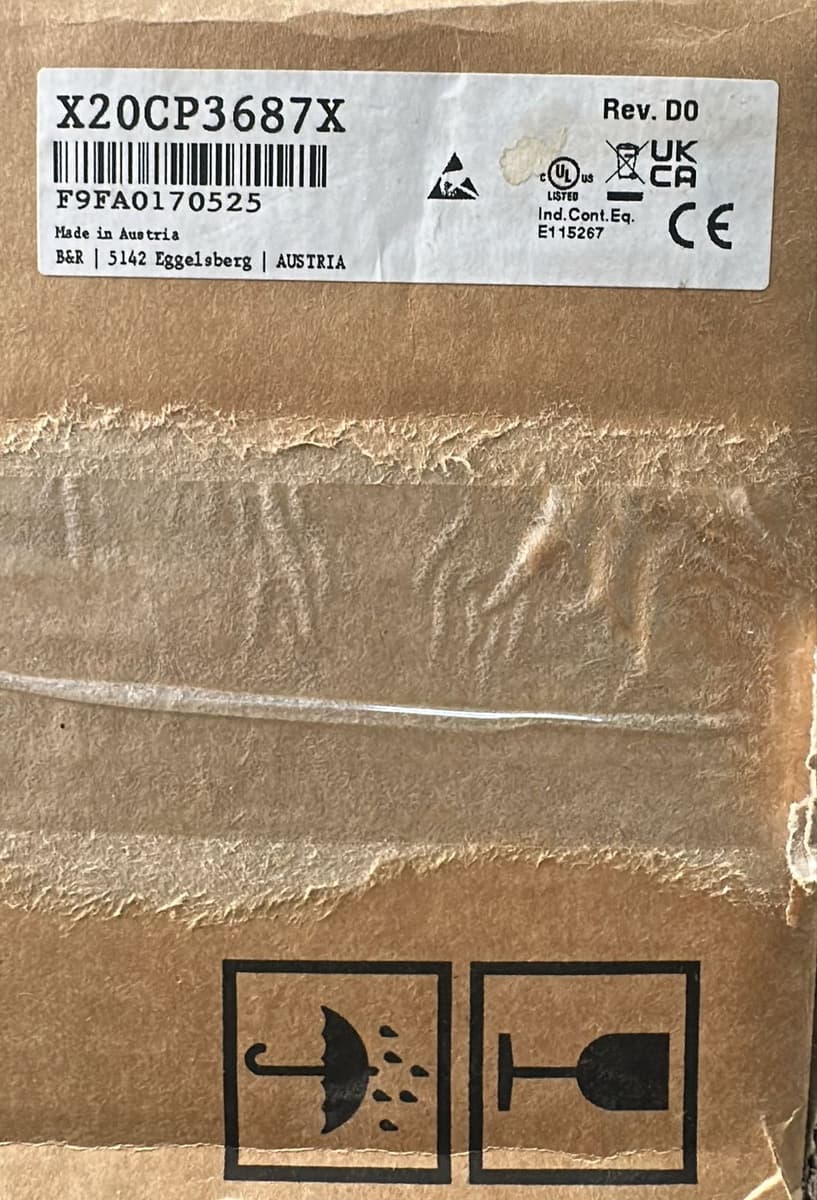 X20CP3687X
Rev. D0
F9FA0170525
Made in Austria
B&R | 5142 Eggelsberg | AUSTRIA
c UL us
LISTED
Ind.Cont.Eq.
E115267
UK
CA
CE